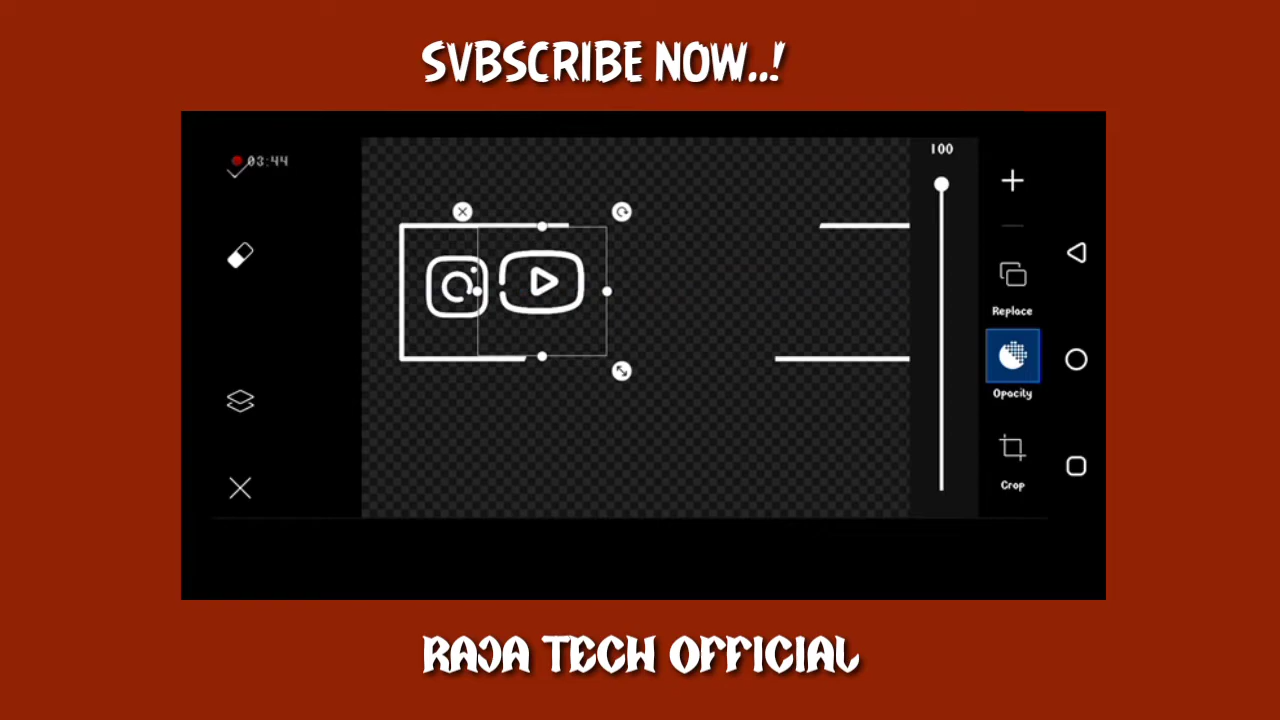 SVBSCRIBE NOW..!
03:44
100
Replace
Opacity
Crop
RAJA TECH OFFICIAL